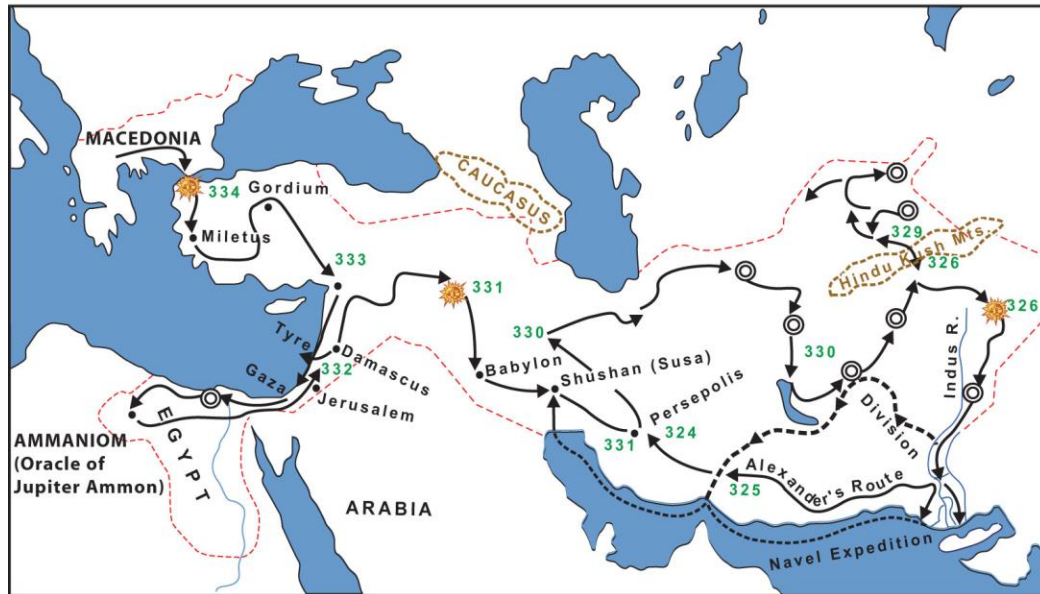 MACEDONIA
334
Gordium
Miletus
CAUCASUS
333
331
329
Hindu Kush Mts.
326
326
330
330
Tyre
Damascus
Gaza
332
Jerusalem
Babylon
Shushan (Susa)
Persepolis
331
324
Indus R.
Division
EGYPT
AMMANIOM
(Oracle of
Jupiter Ammon)
ARABIA
325
Alexander's Route
Navel Expedition